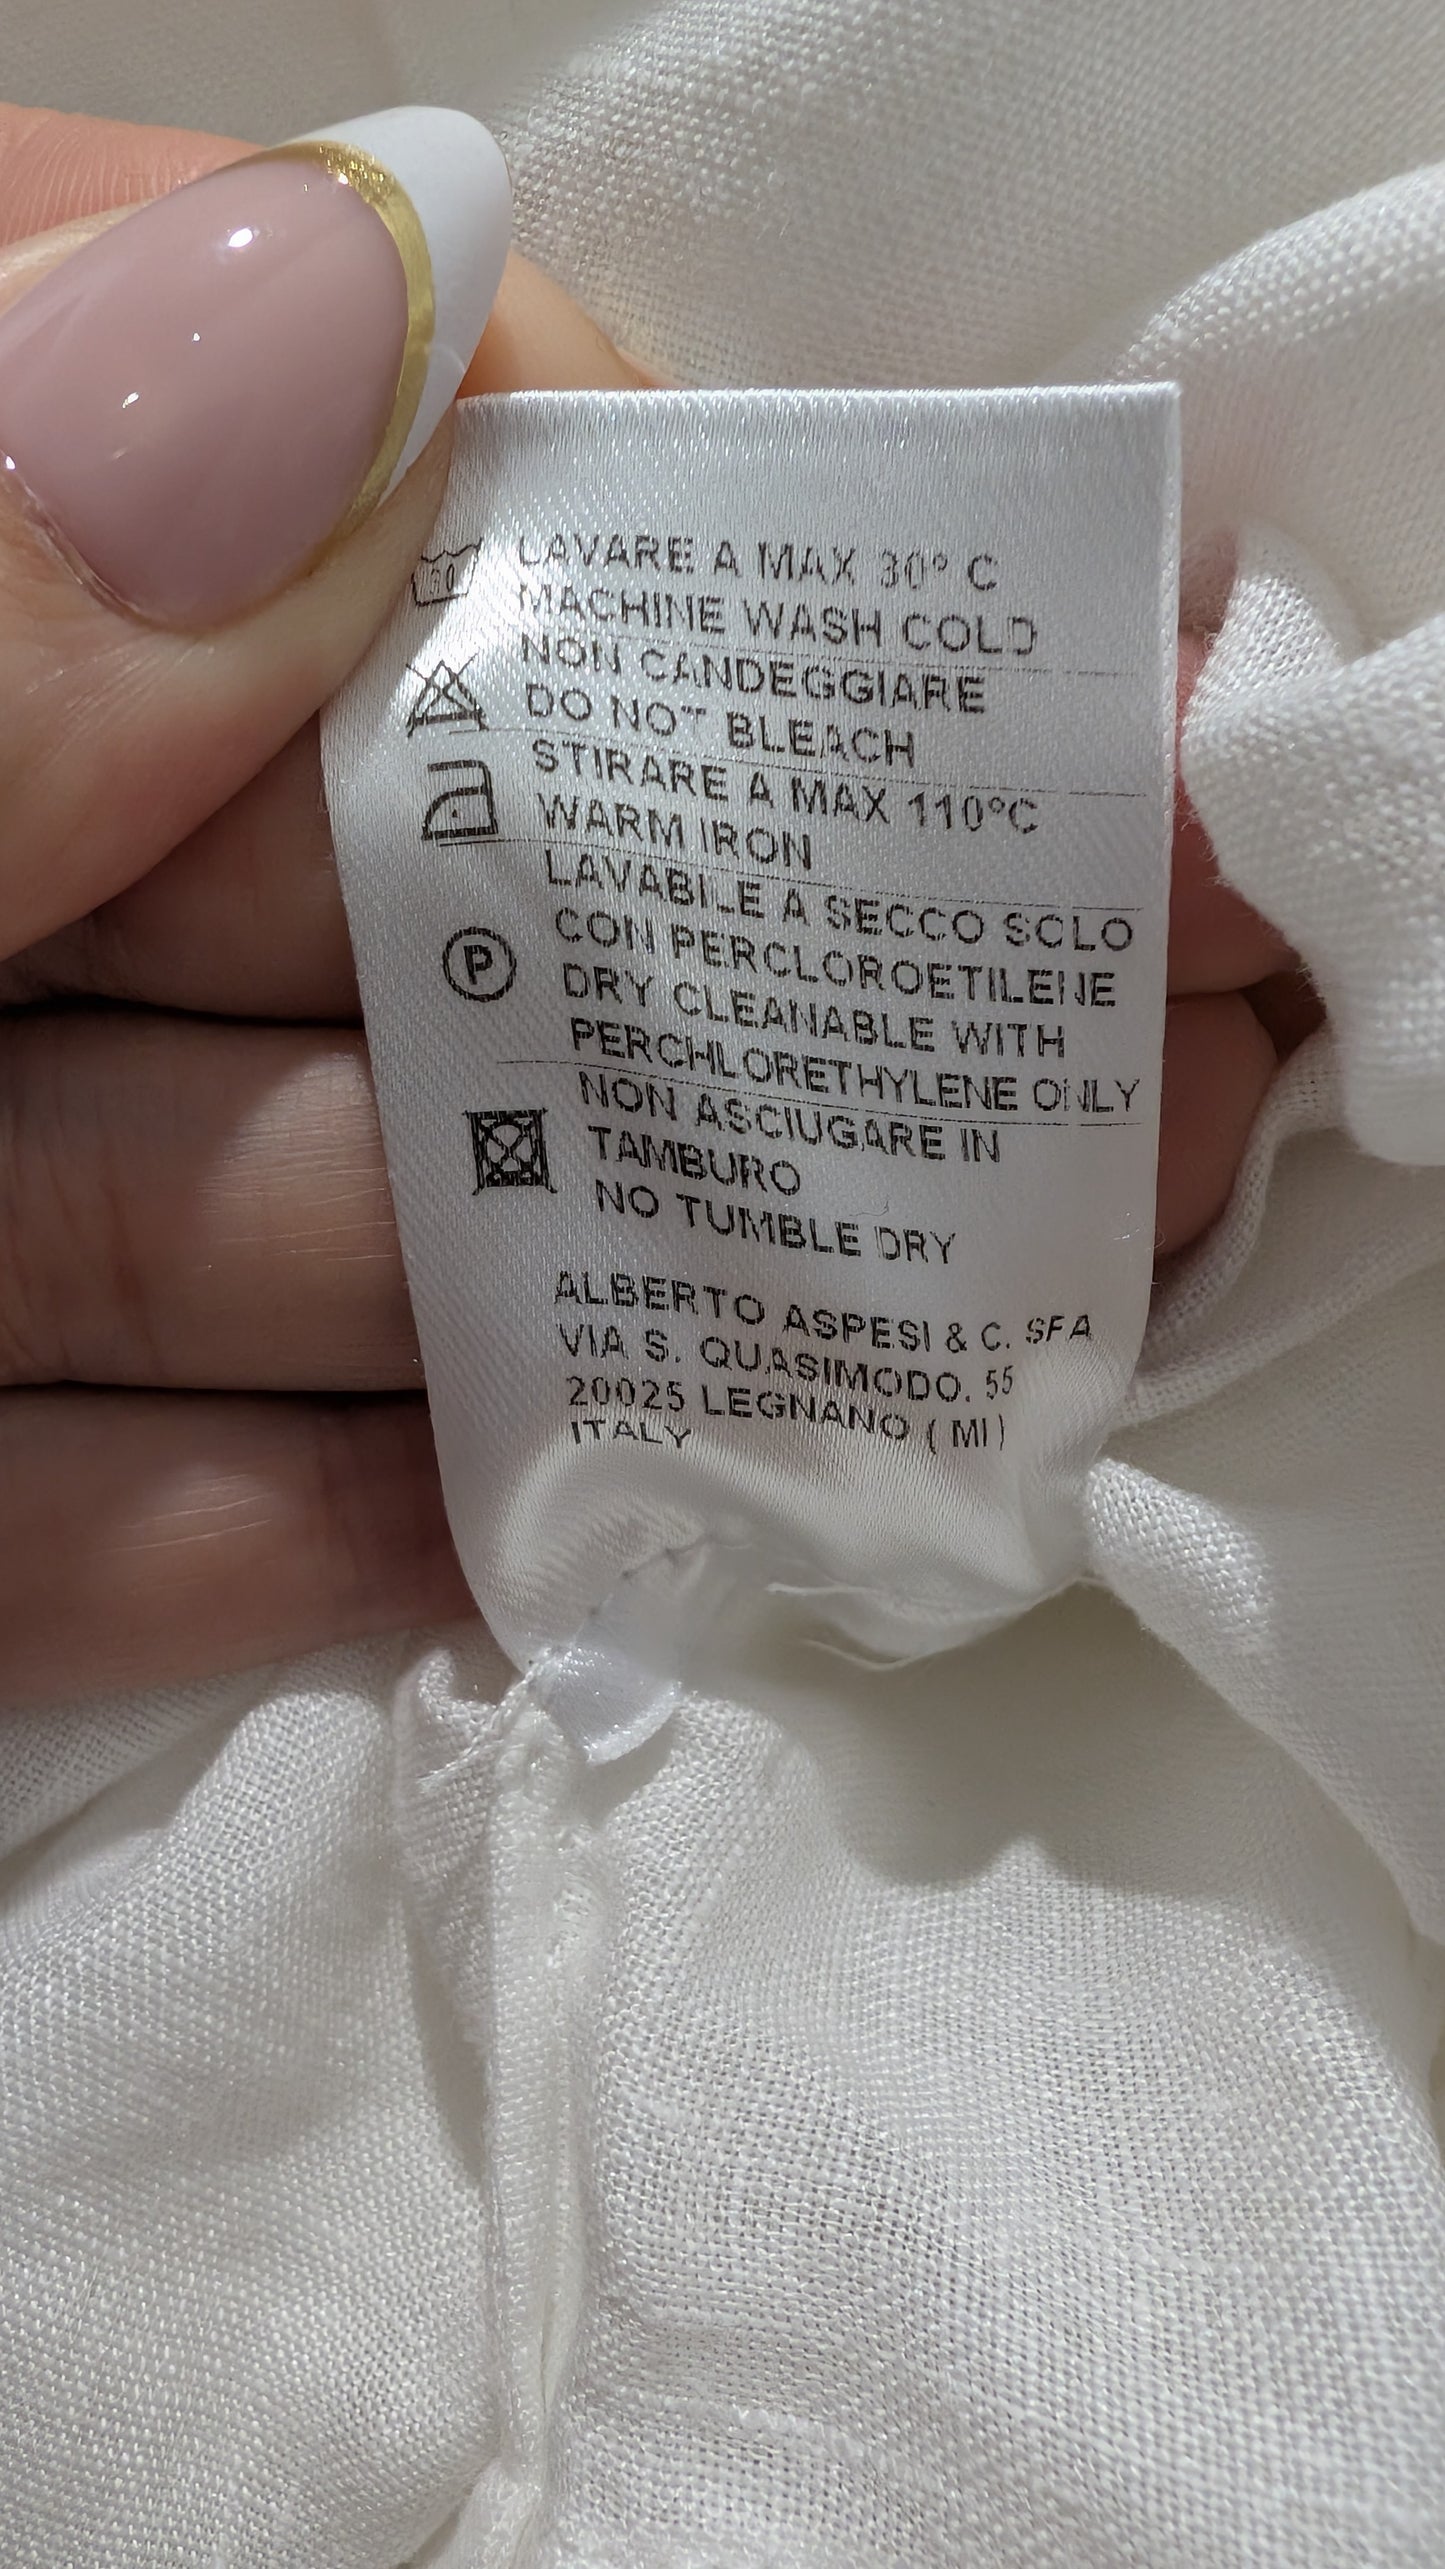 30
LAVARE A MAX 30° C
MACHINE WASH COLD
NON CANDEGGIARE
DO NOT BLEACH
STIRARE A MAX 110°C
WARM IRON
LAVABILE A SECCO SOLO
CON PERCLOROETILENE
P
DRY CLEANABLE WITH
PERCHLORETHYLENE ONLY
NON ASCIUGARE IN
TAMBURO
NO TUMBLE DRY
ALBERTO ASPESI & C. SPA
VIA S. QUASIMODO, 55
20025 LEGNANO ( MI )
ITALY